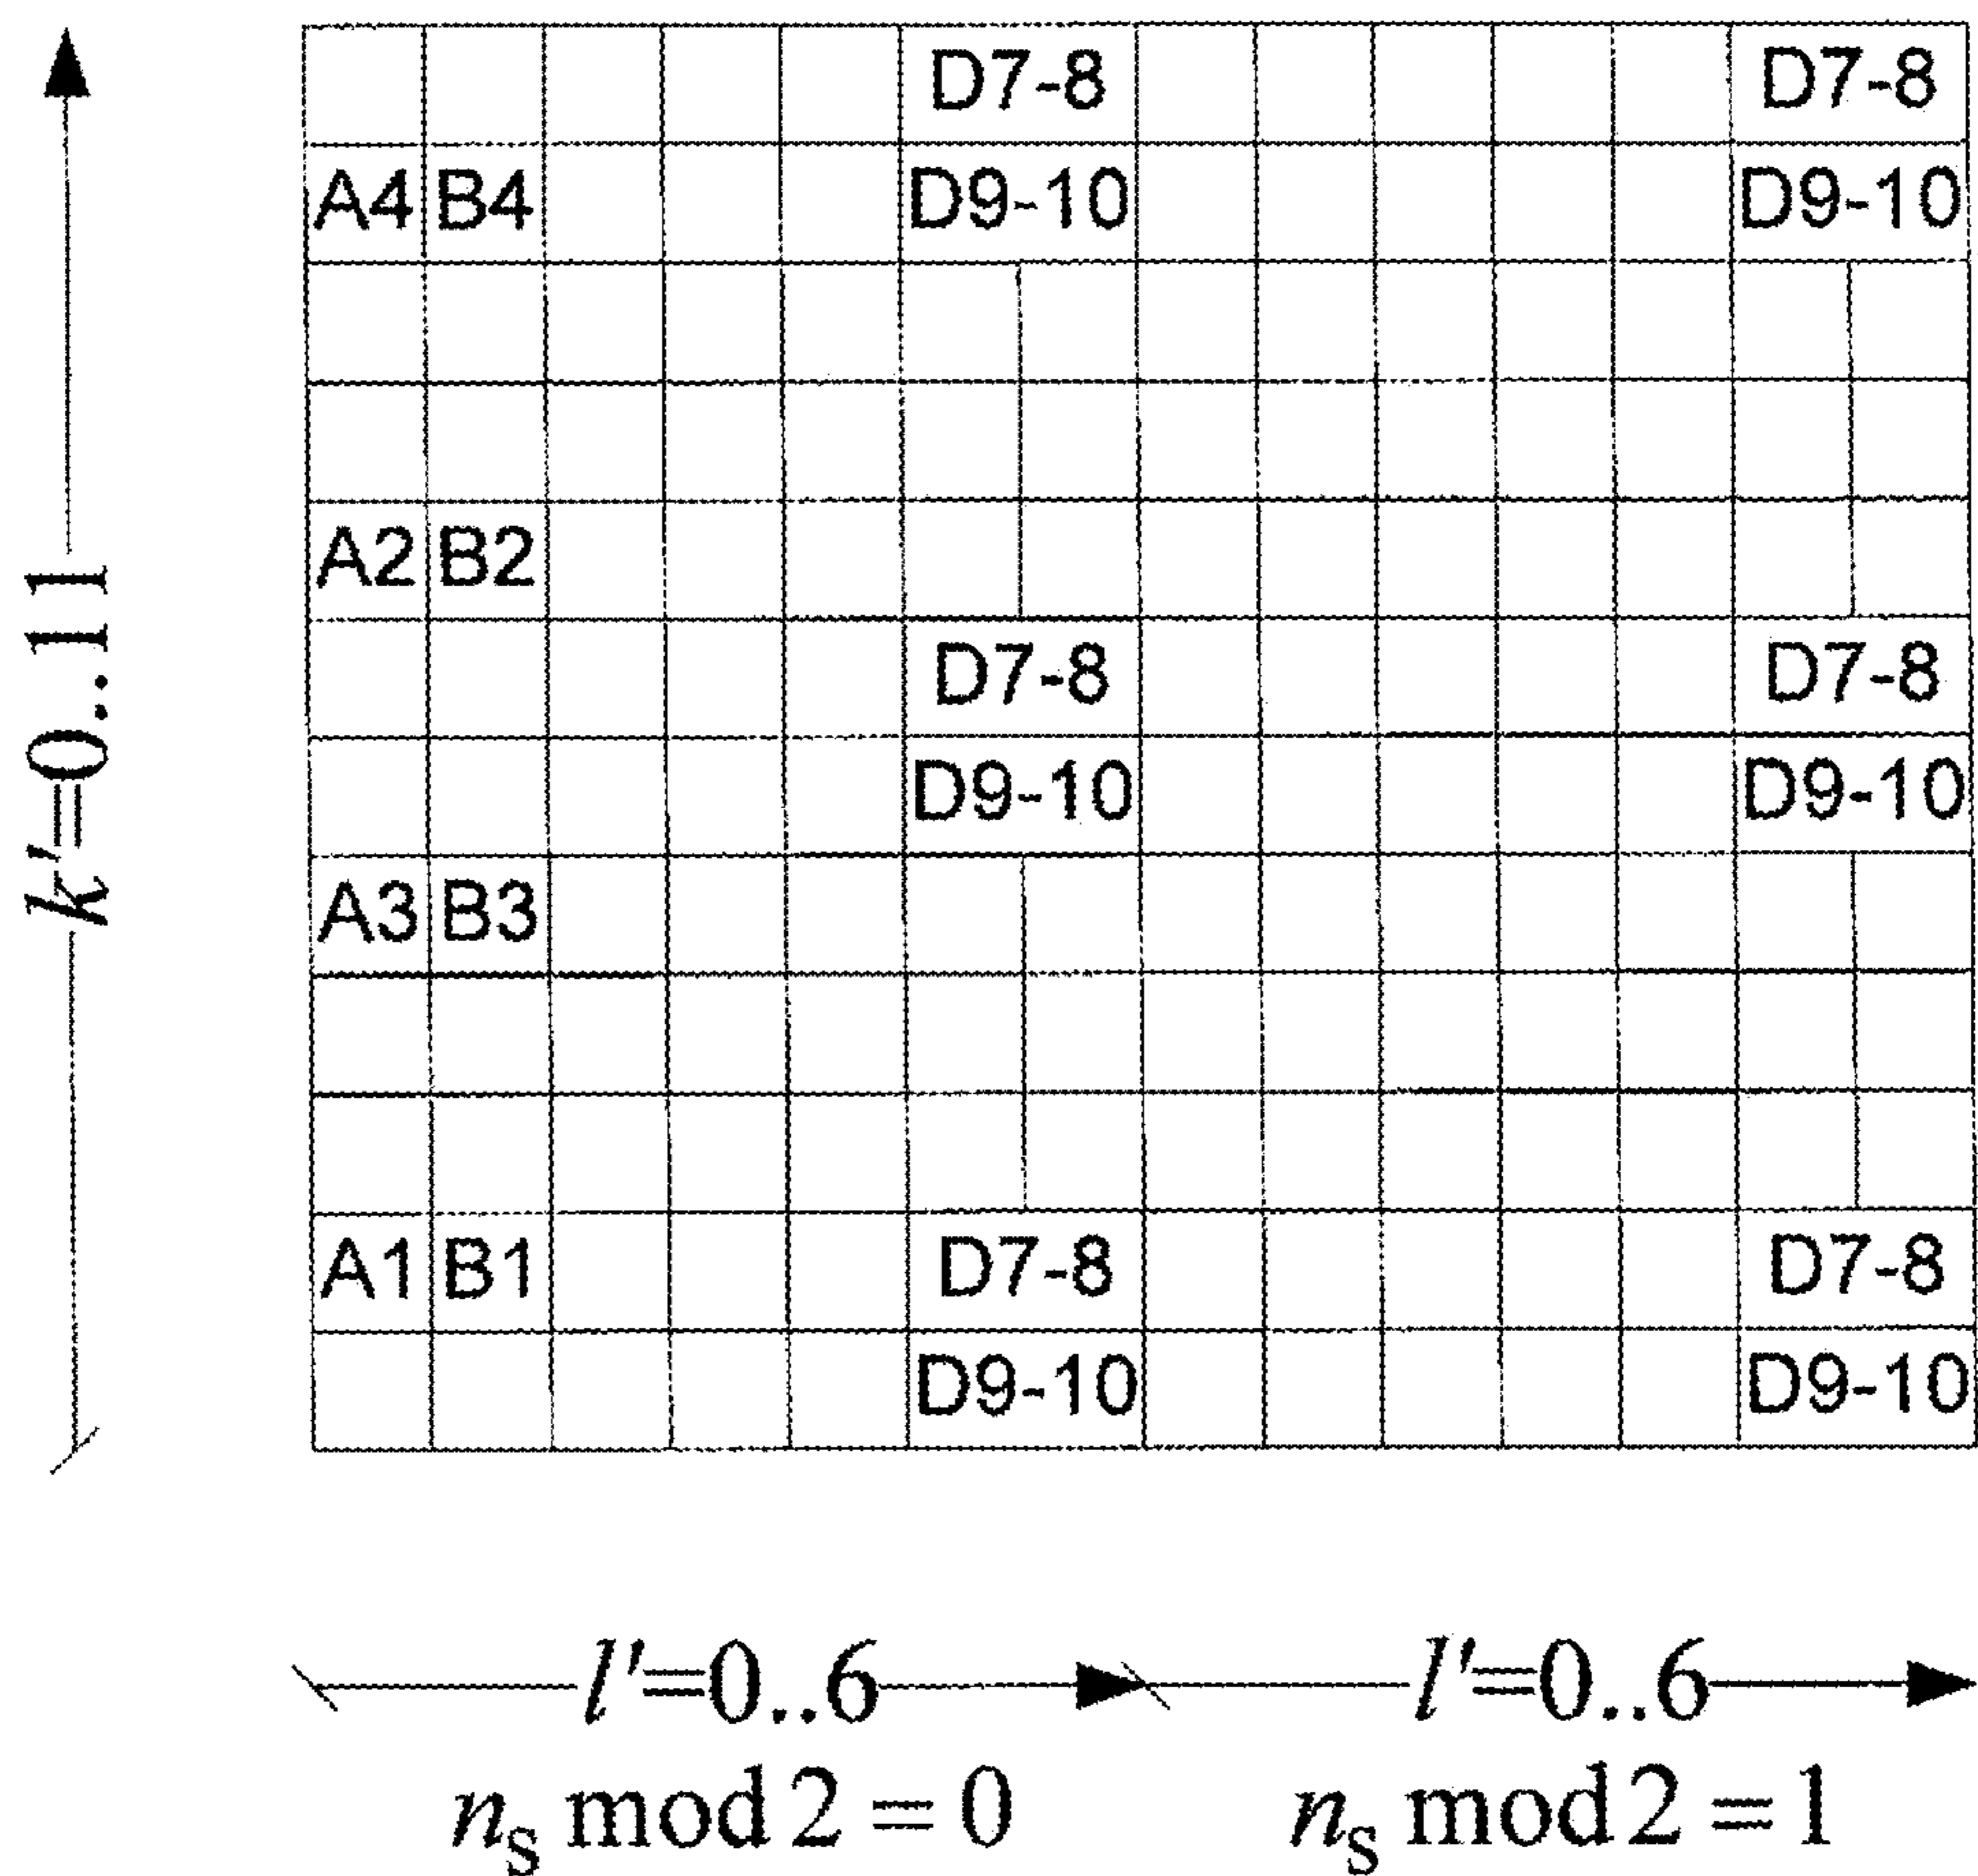 D7-8 D7-8
A4 B4 D9-10 D9-10
A2 B2
D7-8 D7-8
D9-10 D9-10
A3 B3
A1 B1 D7-8 D7-8
D9-10 D9-10
k'=0..11
l'=0..6 l'=0..6
ns mod 2 = 0 ns mod 2 = 1